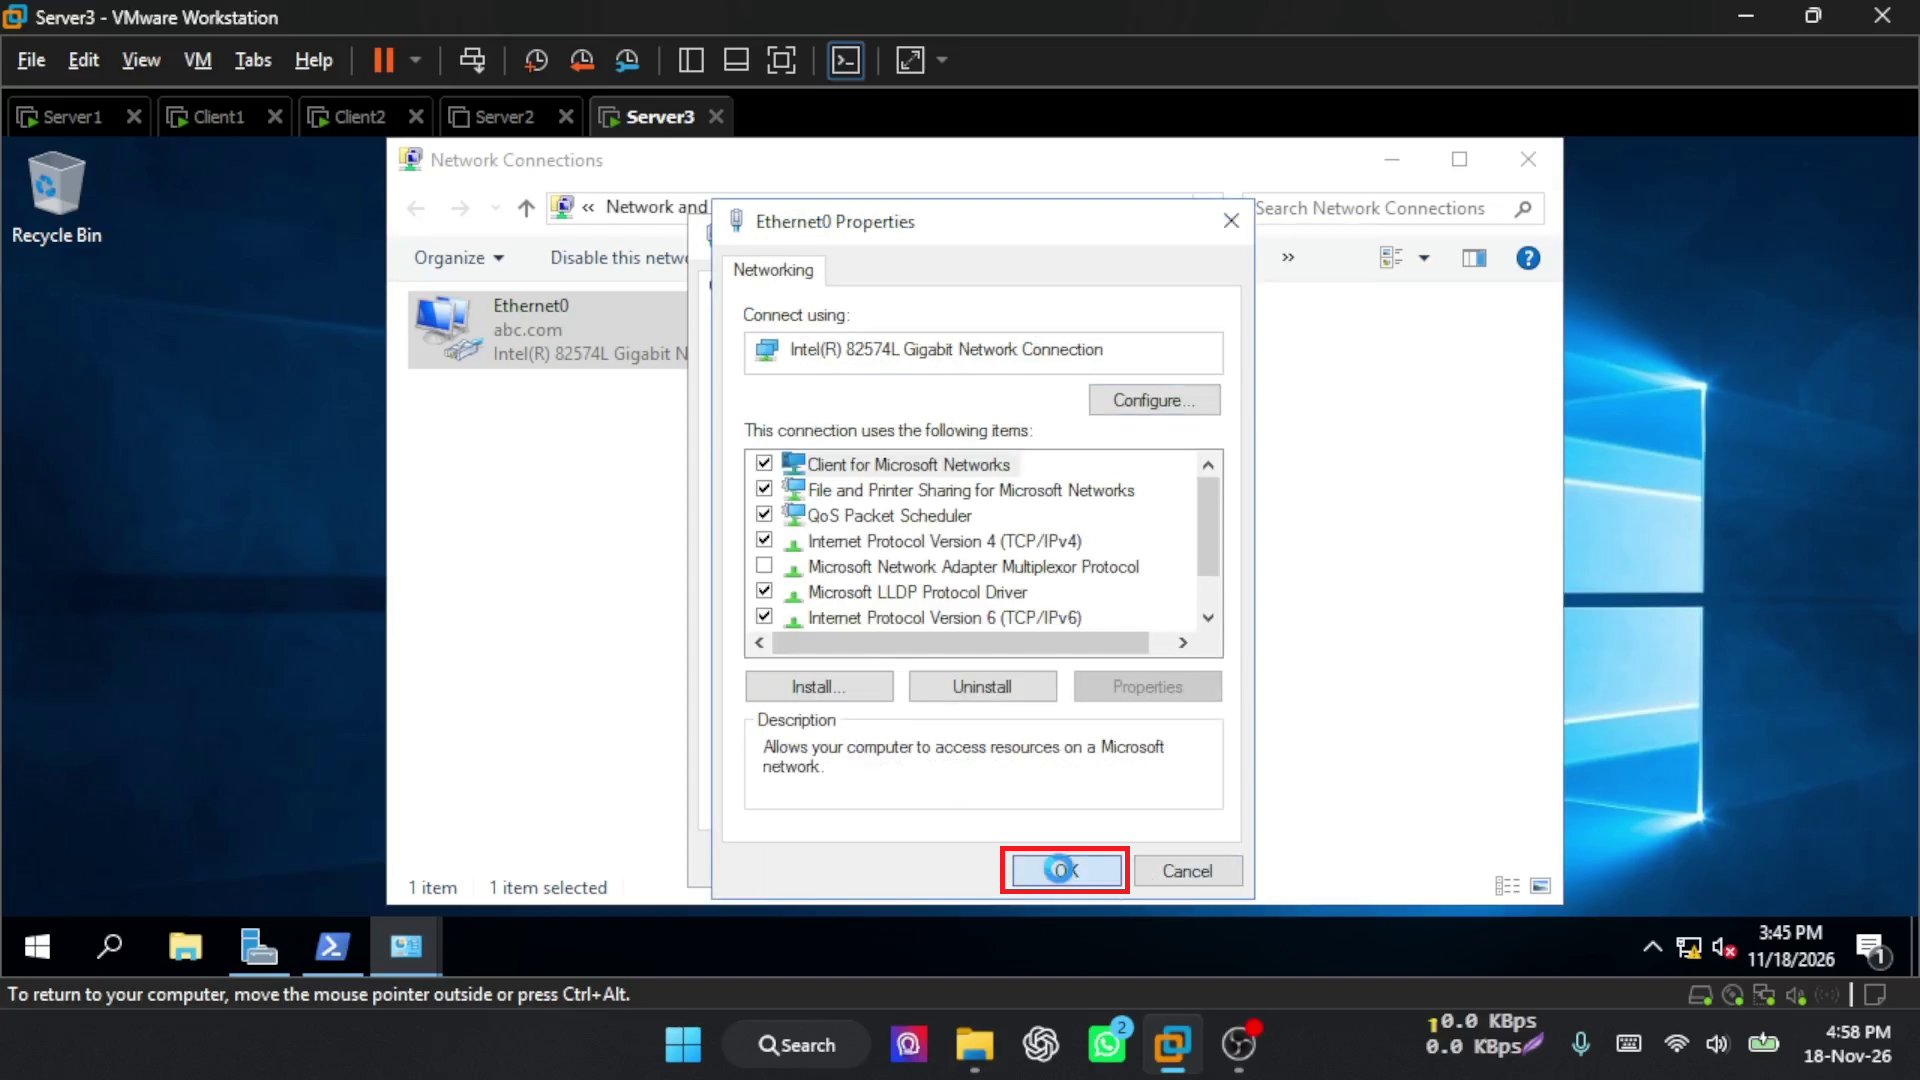 Server3 - VMware Workstation
File Edit View VM Tabs Help
Server1 Client1 Client2 Server2 Server3
Recycle Bin
Network Connections
« Network and
Search Network Connections
Organize Disable this netwo »
Ethernet0
abc.com
Intel(R) 82574L Gigabit N
Ethernet0 Properties
Networking
Connect using:
Intel(R) 82574L Gigabit Network Connection
Configure...
This connection uses the following items:
Client for Microsoft Networks
File and Printer Sharing for Microsoft Networks
QoS Packet Scheduler
Internet Protocol Version 4 (TCP/IPv4)
Microsoft Network Adapter Multiplexor Protocol
Microsoft LLDP Protocol Driver
Internet Protocol Version 6 (TCP/IPv6)
Install... Uninstall Properties
Description
Allows your computer to access resources on a Microsoft
network.
OK Cancel
1 item 1 item selected
3:45 PM
11/18/2026
1
To return to your computer, move the mouse pointer outside or press Ctrl+Alt.
Search
2
0.0 KBps
0.0 KBps
4:58 PM
18-Nov-26